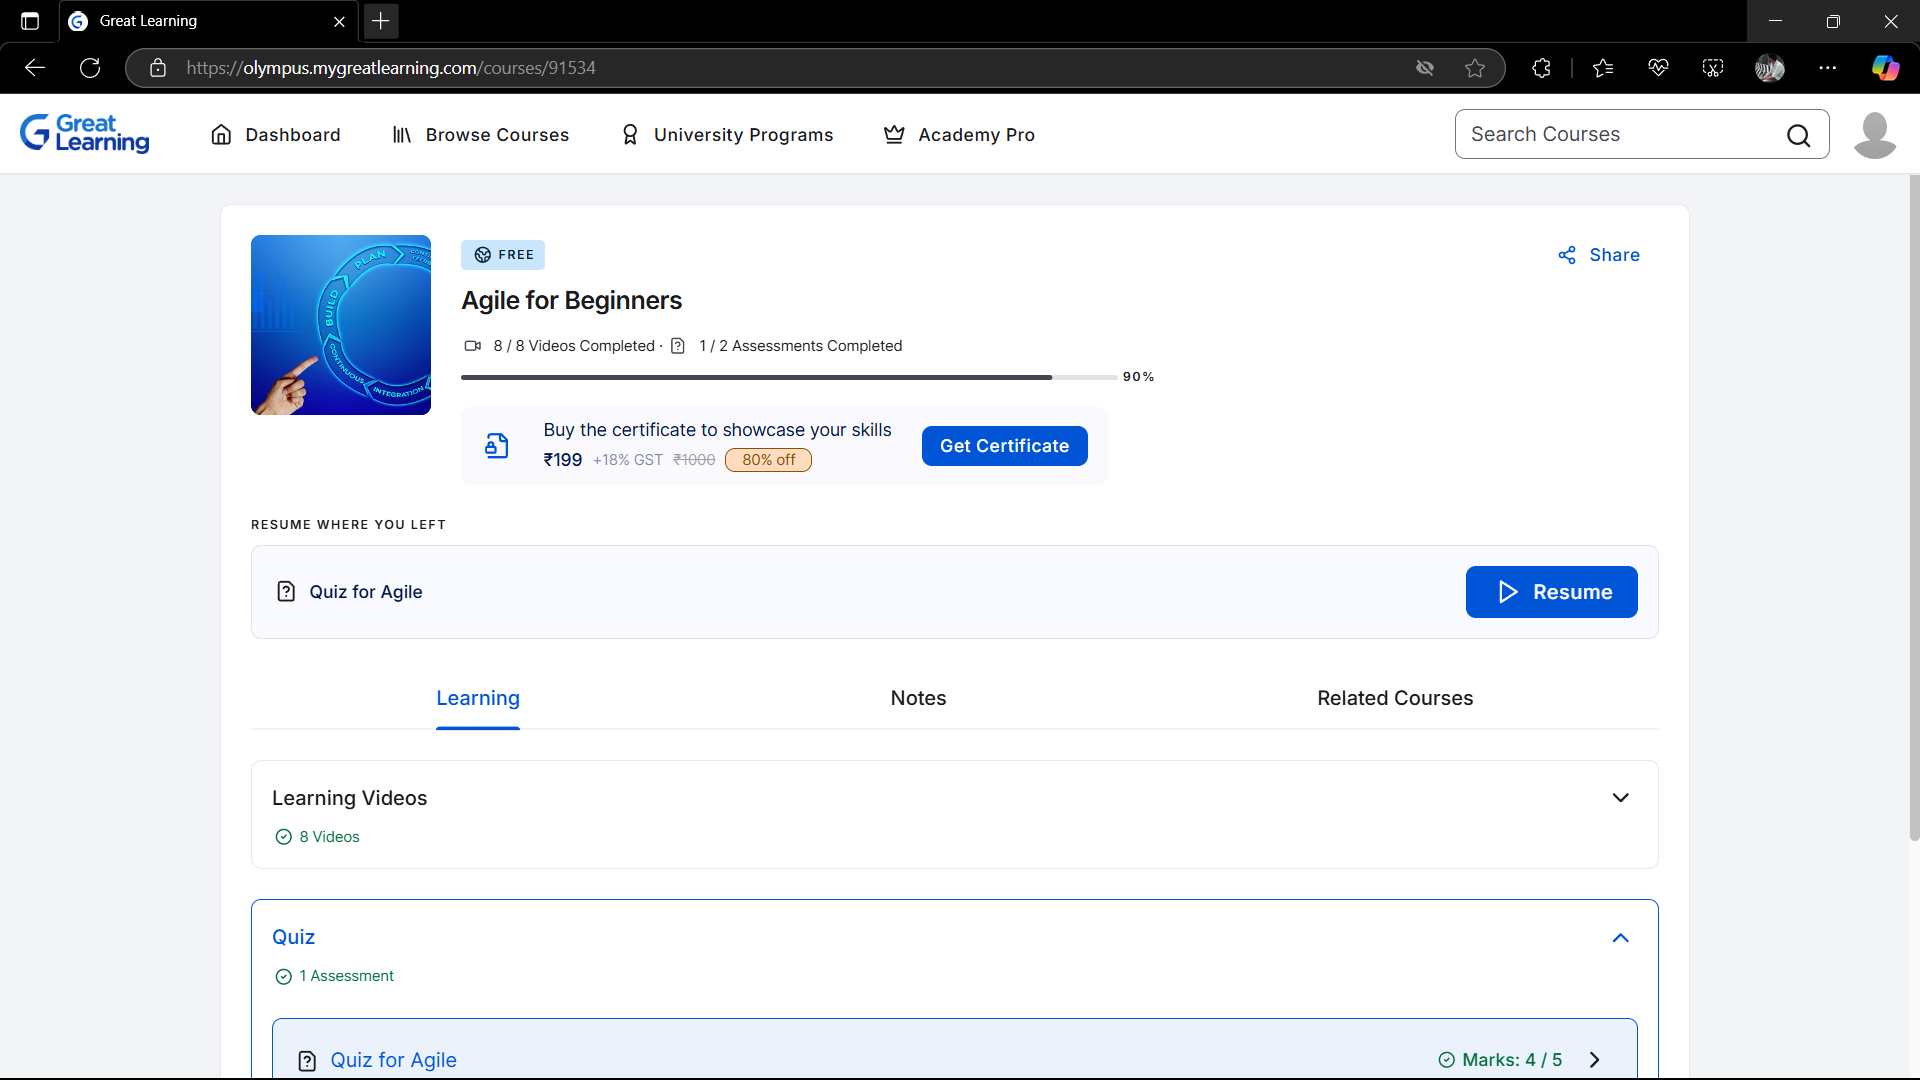 Great Learning
https://olympus.mygreatlearning.com/courses/91534
Great
Learning
Dashboard
Browse Courses
University Programs
Academy Pro
Search Courses
PLAN
BUILD
CONTINUOUS
INTEGRATION
FREE
Share
Agile for Beginners
8 / 8 Videos Completed · 1 / 2 Assessments Completed
90%
Buy the certificate to showcase your skills
₹199 +18% GST ₹1000 80% off
Get Certificate
RESUME WHERE YOU LEFT
Quiz for Agile
Resume
Learning
Notes
Related Courses
Learning Videos
8 Videos
Quiz
1 Assessment
Quiz for Agile
Marks: 4 / 5